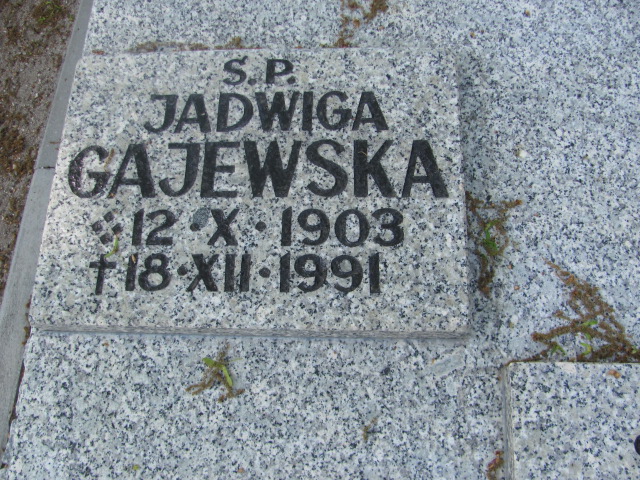 Ś.P.
JADWIGA
GAJEWSKA
* 12·X·1903
† 18·XII·1991